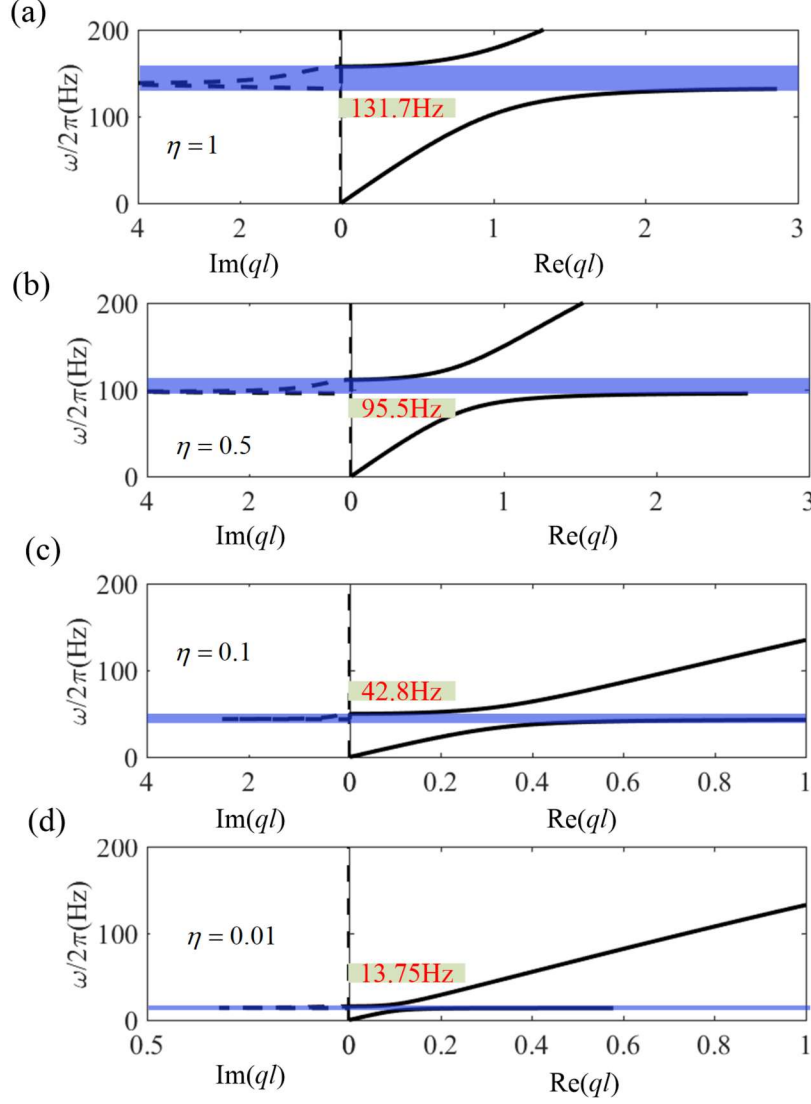 (a)
200
ω/2π(Hz)
131.7Hz
100
η = 1
0
4 2 0 1 2 3
Im(ql) Re(ql)
(b)
200
ω/2π(Hz)
100
95.5Hz
η = 0.5
0
4 2 0 1 2 3
Im(ql) Re(ql)
(c)
200
ω/2π(Hz)
η = 0.1
100
42.8Hz
0
4 2 0 0.2 0.4 0.6 0.8 1
Im(ql) Re(ql)
(d)
200
ω/2π(Hz)
100
η = 0.01
13.75Hz
0
0.5 0 0.2 0.4 0.6 0.8 1
Im(ql) Re(ql)